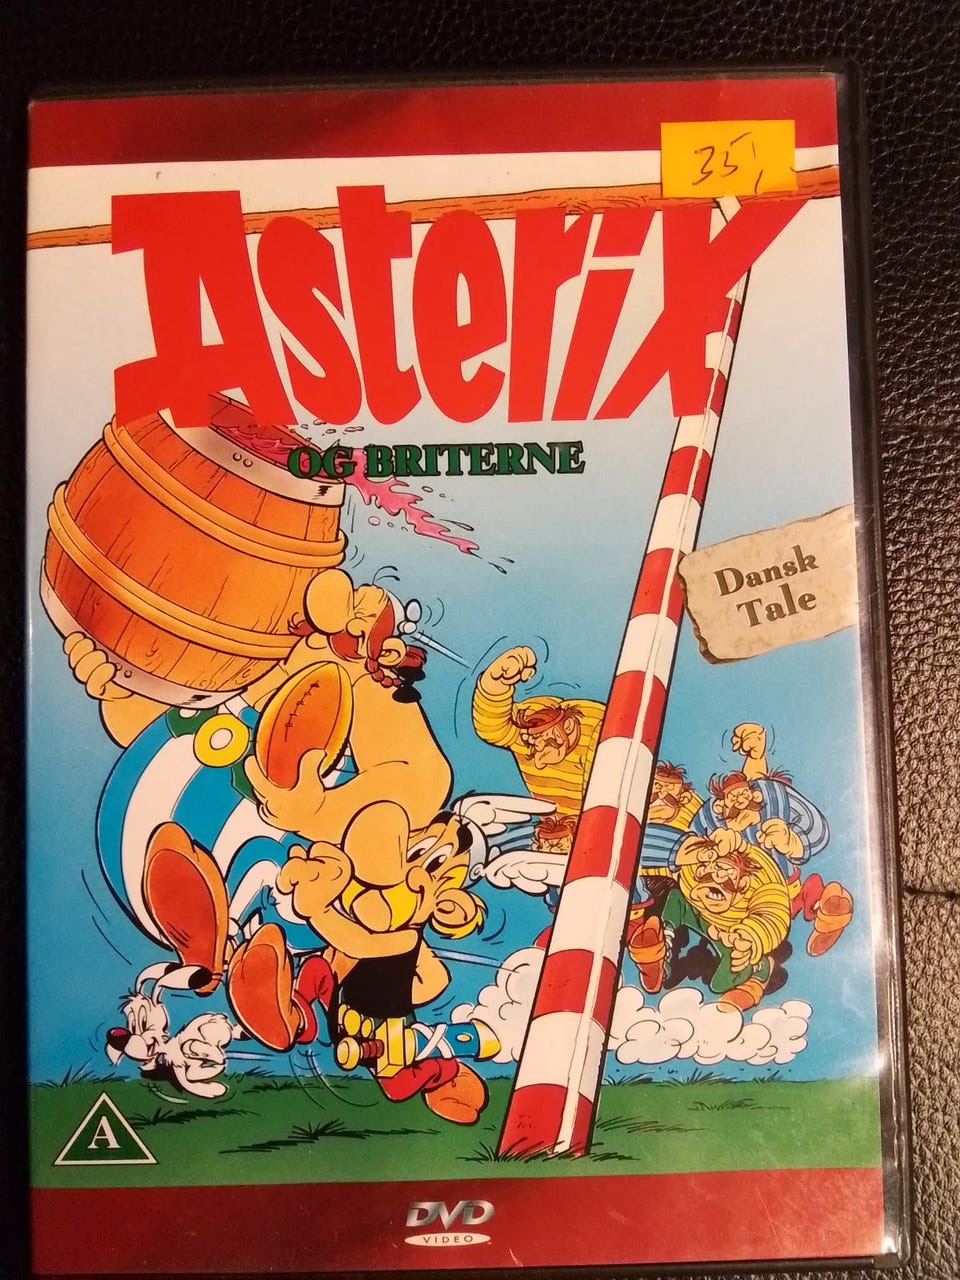 35,
Asterix
OG BRITERNE
Dansk
Tale
A
DVD
VIDEO